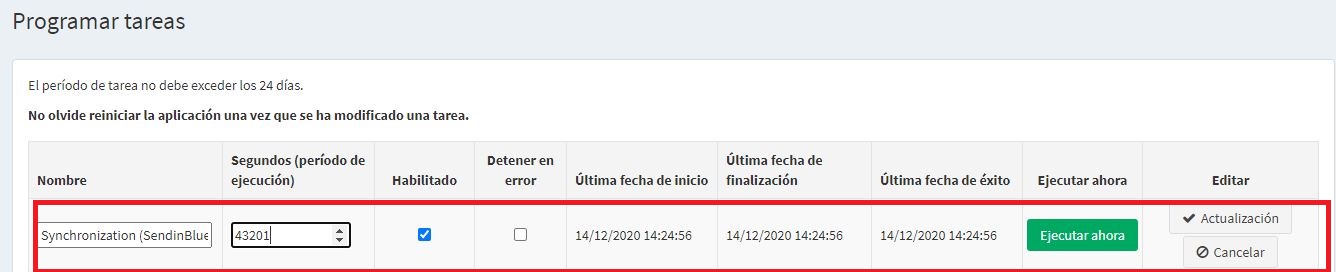 Programar tareas
El período de tarea no debe exceder los 24 días.
No olvide reiniciar la aplicación una vez que se ha modificado una tarea.
Nombre
Segundos (período de
ejecución)
Habilitado
Detener en
error
Última fecha de inicio
Última fecha de
finalización
Última fecha de éxito
Ejecutar ahora
Editar
Synchronization (SendinBlue
43201
14/12/2020 14:24:56
14/12/2020 14:24:56
14/12/2020 14:24:56
Ejecutar ahora
Actualización
Cancelar